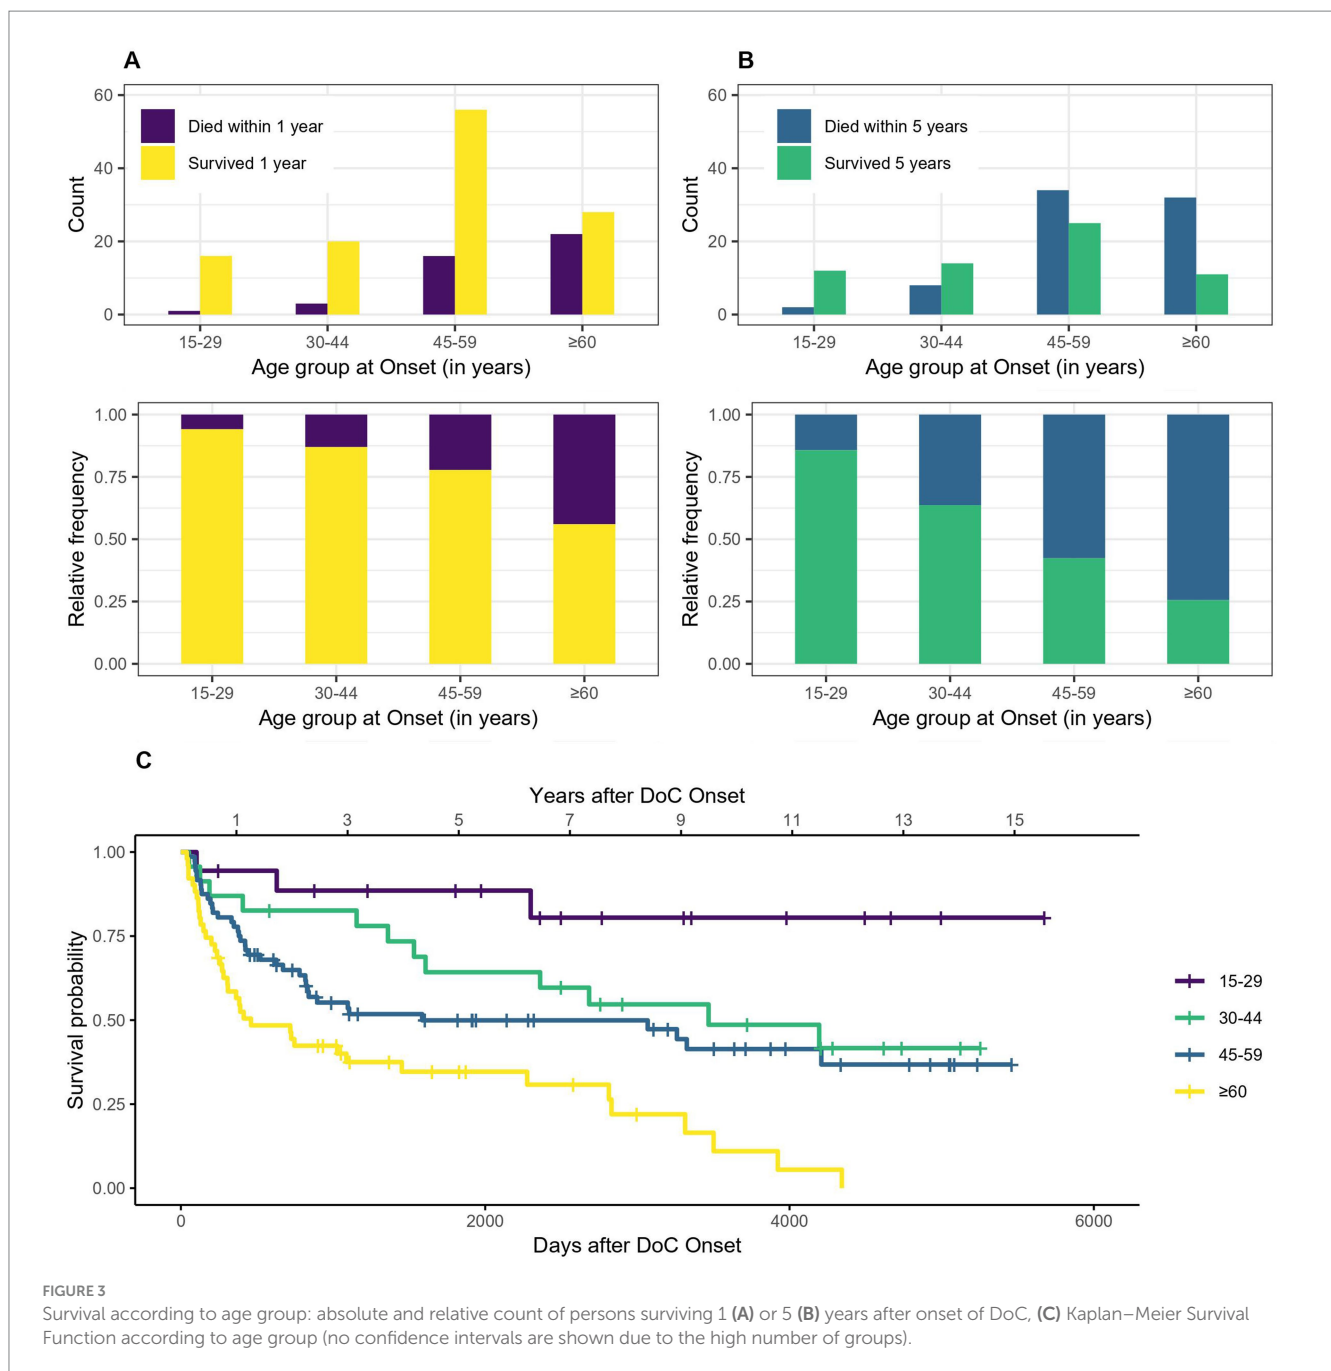 A
60
40
20
0
Count
Died within 1 year
Survived 1 year
15-29 30-44 45-59 ≥60
Age group at Onset (in years)
B
60
40
20
0
Count
Died within 5 years
Survived 5 years
15-29 30-44 45-59 ≥60
Age group at Onset (in years)
1.00
0.75
0.50
0.25
0.00
Relative frequency
15-29 30-44 45-59 ≥60
Age group at Onset (in years)
1.00
0.75
0.50
0.25
0.00
Relative frequency
15-29 30-44 45-59 ≥60
Age group at Onset (in years)
C
Years after DoC Onset
1 3 5 7 9 11 13 15
1.00
0.75
0.50
0.25
0.00
Survival probability
0 2000 4000 6000
Days after DoC Onset
15-29
30-44
45-59
≥60
FIGURE 3
Survival according to age group: absolute and relative count of persons surviving 1 (A) or 5 (B) years after onset of DoC, (C) Kaplan–Meier Survival
Function according to age group (no confidence intervals are shown due to the high number of groups).